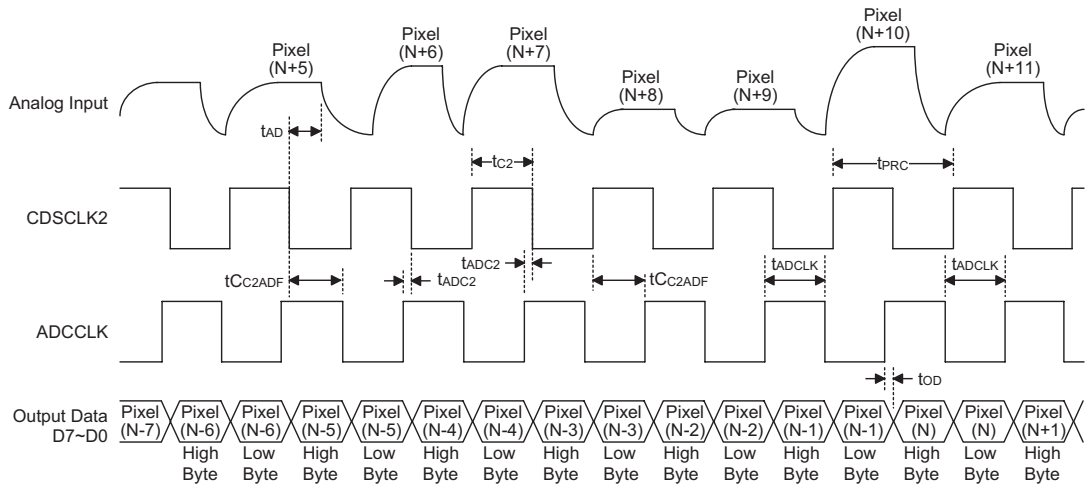 Pixel
(N+5)
Pixel
(N+6)
Pixel
(N+7)
Pixel
(N+8)
Pixel
(N+9)
Pixel
(N+10)
Pixel
(N+11)
Analog Input
tAD
tC2
tPRC
CDSCLK2
tCC2ADF
tADC2
tADC2
tCC2ADF
tADCLK
tADCLK
ADCCLK
tOD
Output Data
D7~D0
Pixel Pixel Pixel Pixel Pixel Pixel Pixel Pixel Pixel Pixel Pixel Pixel Pixel Pixel Pixel Pixel
(N-7) (N-6) (N-6) (N-5) (N-5) (N-4) (N-4) (N-3) (N-3) (N-2) (N-2) (N-1) (N-1) (N) (N) (N+1)
High Low High Low High Low High Low High Low High Low High Low High
Byte Byte Byte Byte Byte Byte Byte Byte Byte Byte Byte Byte Byte Byte Byte